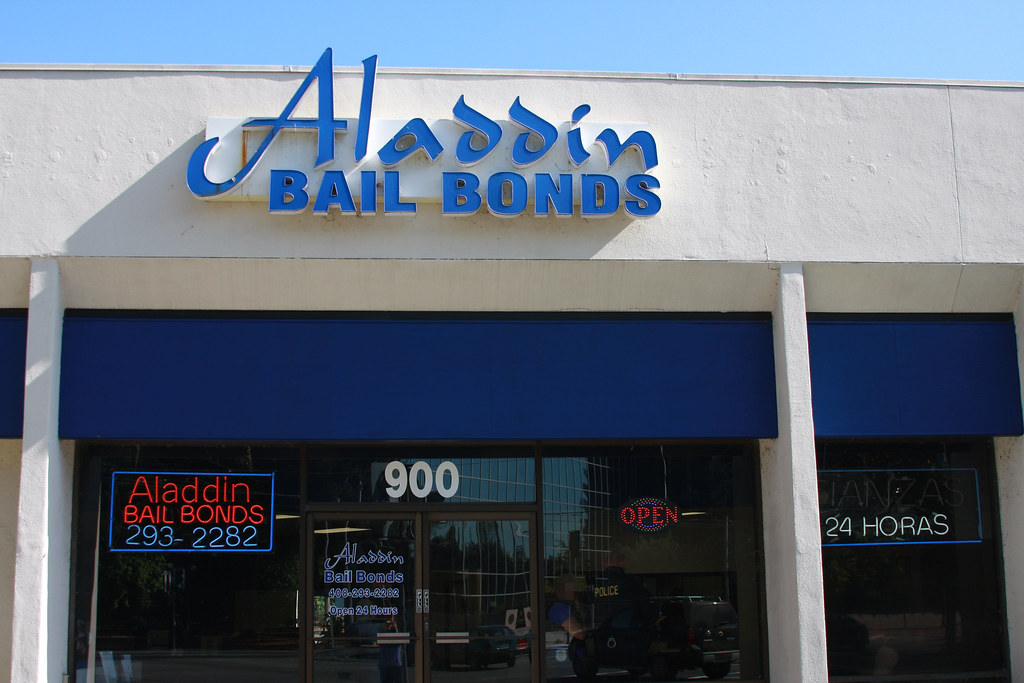 Aladdin
BAIL BONDS
900
Aladdin
BAIL BONDS
293-2282
OPEN
24 HORAS
Aladdin
Bail Bonds
408-293-2282
Open 24 Hours
POLICE